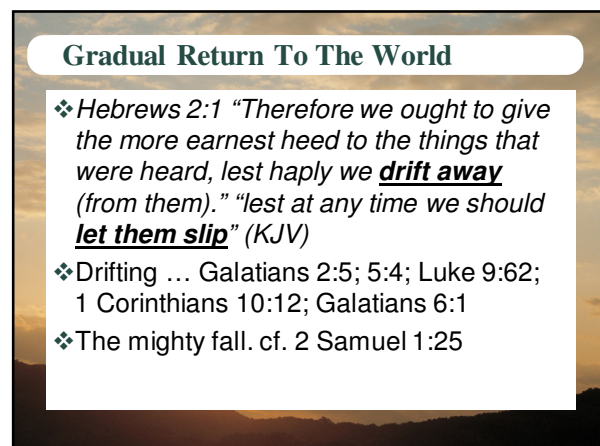 Gradual Return To The World
❖Hebrews 2:1 “Therefore we ought to give
the more earnest heed to the things that
were heard, lest haply we drift away
(from them).” “lest at any time we should
let them slip” (KJV)
❖Drifting … Galatians 2:5; 5:4; Luke 9:62;
1 Corinthians 10:12; Galatians 6:1
❖The mighty fall. cf. 2 Samuel 1:25